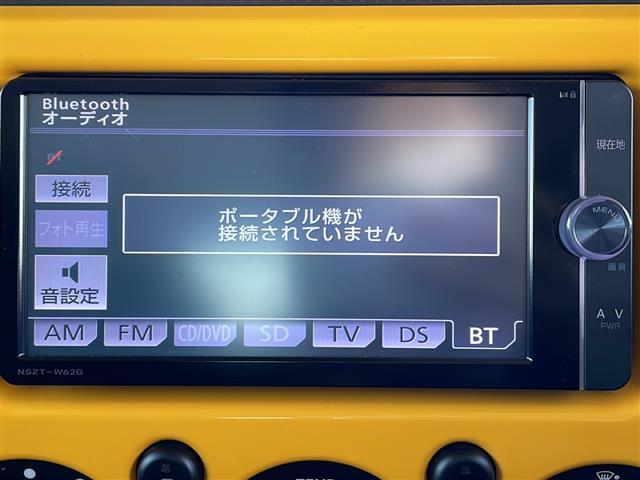 Bluetooth
オーディオ
BT
接続
フォト再生
音設定
ポータブル機が
接続されていません
AM FM CD/DVD SD TV DS BT
NSZT-W62G
現在地
MENU
画質
A V
PWR